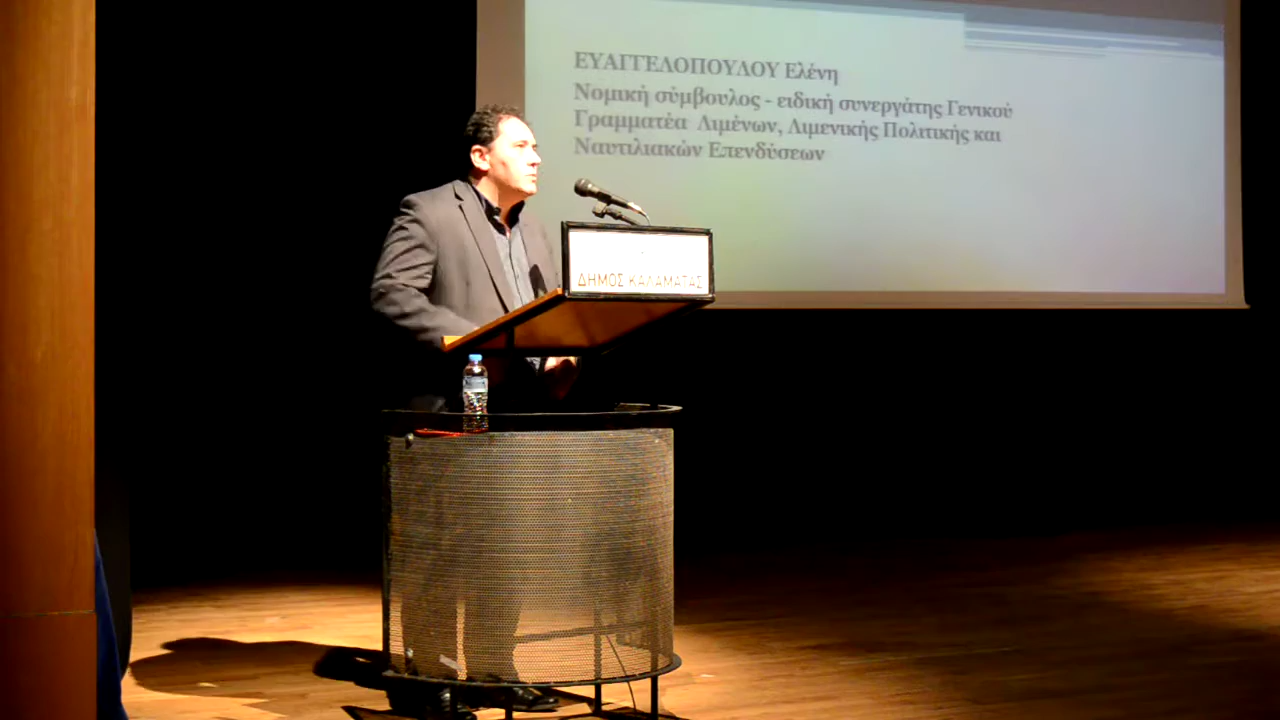 ΕΥΑΓΓΕΛΟΠΟΥΛΟΥ Ελένη
Νομική σύμβουλος - ειδική συνεργάτης Γενικού
Γραμματέα Λιμένων, Λιμενικής Πολιτικής και
Ναυτιλιακών Επενδύσεων
ΔΗΜΟΣ ΚΑΛΑΜΑΤΑΣ